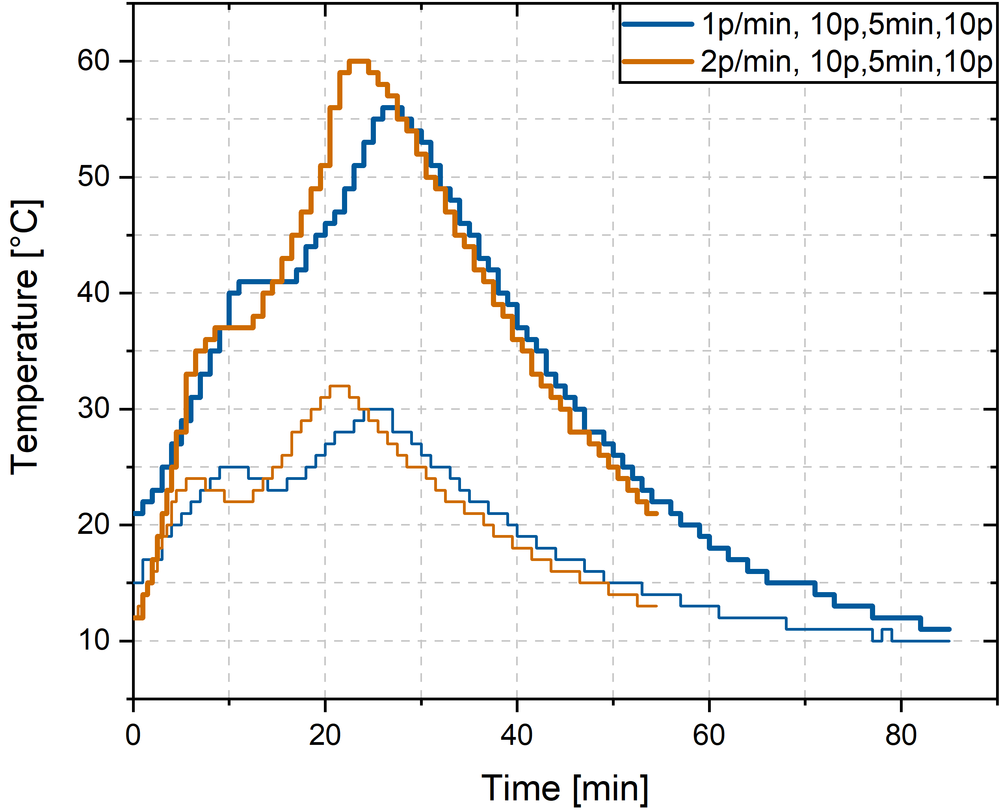 1p/min, 10p,5min,10p
2p/min, 10p,5min,10p
60
50
40
30
20
10
Temperature [°C]
0 20 40 60 80
Time [min]